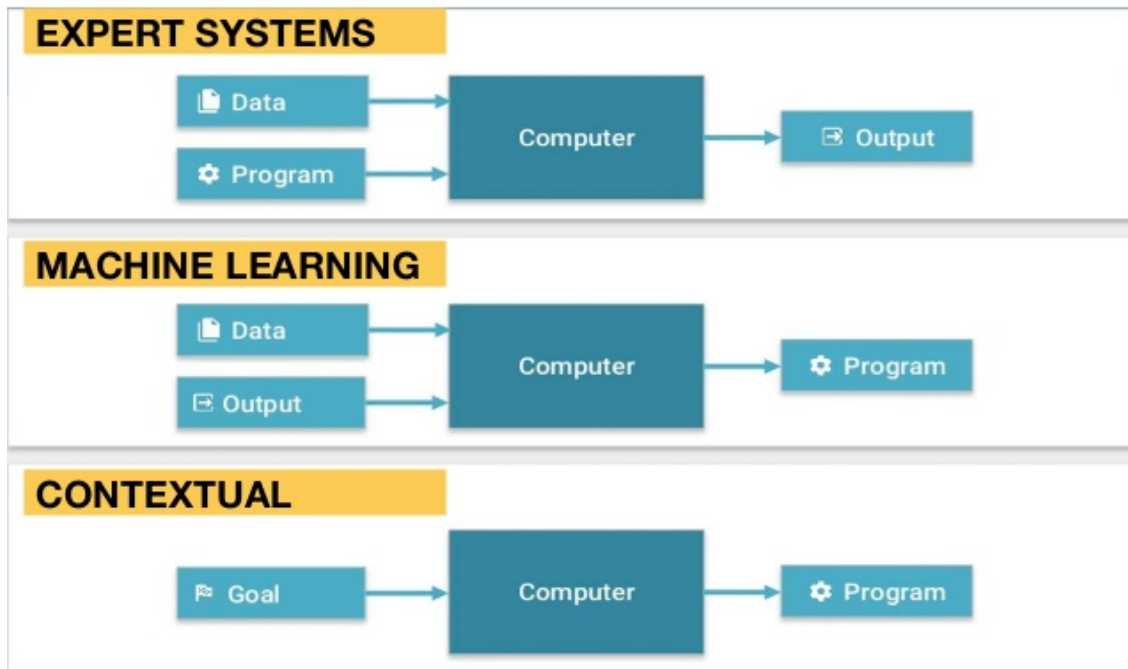 EXPERT SYSTEMS
Data
Program
Computer
Output
MACHINE LEARNING
Data
Output
Computer
Program
CONTEXTUAL
Goal
Computer
Program